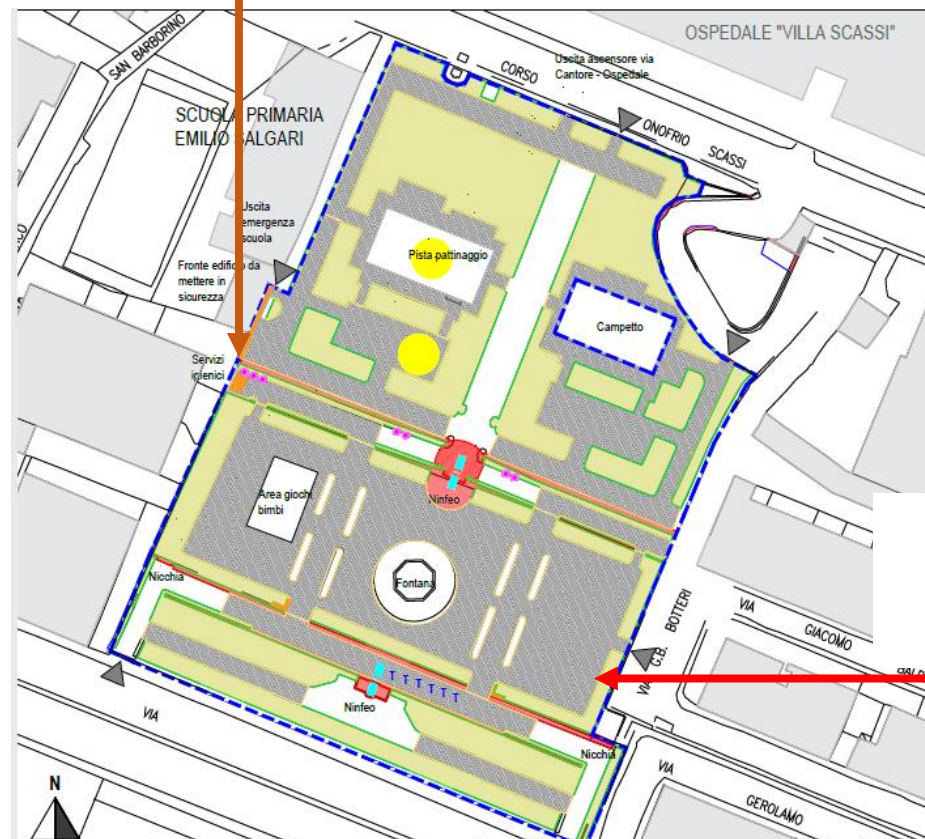 OSPEDALE "VILLA SCASSI"
Uscita ascensore via
Cantore - Ospedale
SAN BARBORINO
CORSO
ONOFRIO
SCASSI
SCUOLA PRIMARIA
EMILIO SALGARI
Uscita
emergenza
scuola
Pista pattinaggio
Fronte edificio da
mettere in
sicurezza
Campetto
Servizi
igienici
Area giochi
bimbi
Ninfeo
Nicchia
Fontana
VIA
G.B.
BOTTERI
VIA
GIACOMO
T T T T T T
Ninfeo
VIA
Nicchia
VIA
GEROLAMO
N